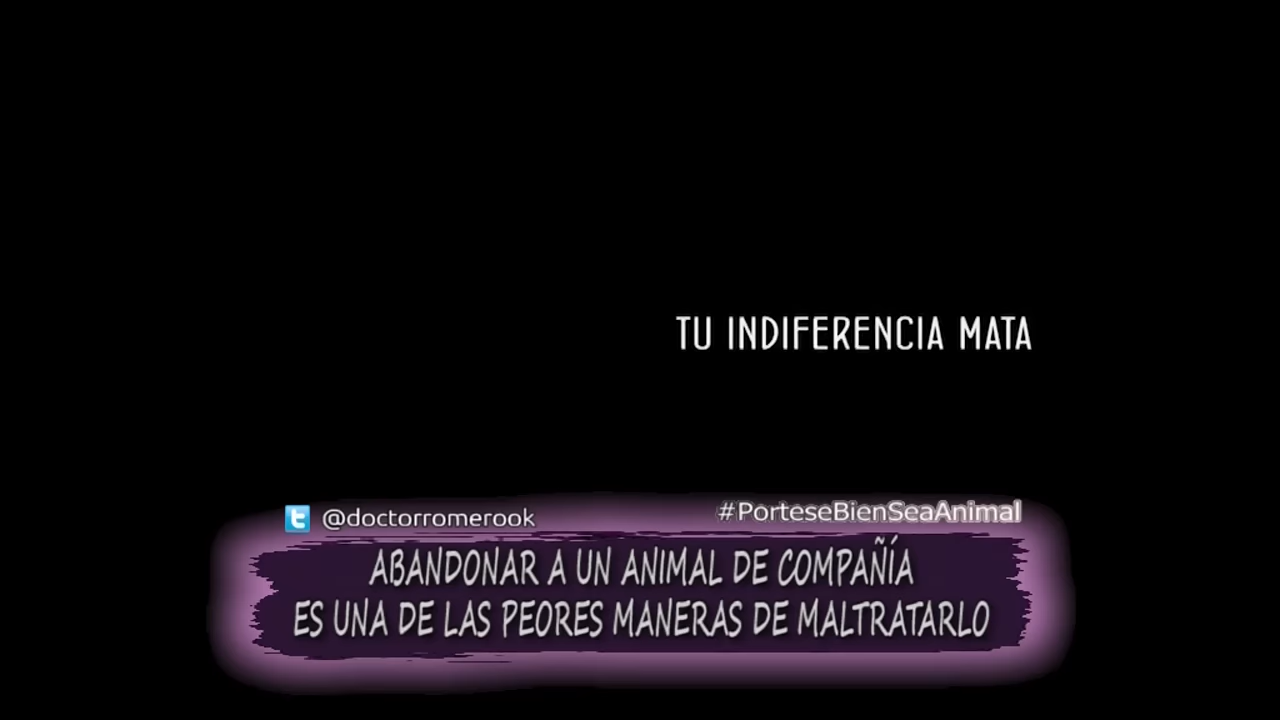 TU INDIFERENCIA MATA
@doctorromerook
#PorteseBienSeaAnimal
ABANDONAR A UN ANIMAL DE COMPAÑÍA
ES UNA DE LAS PEORES MANERAS DE MALTRATARLO